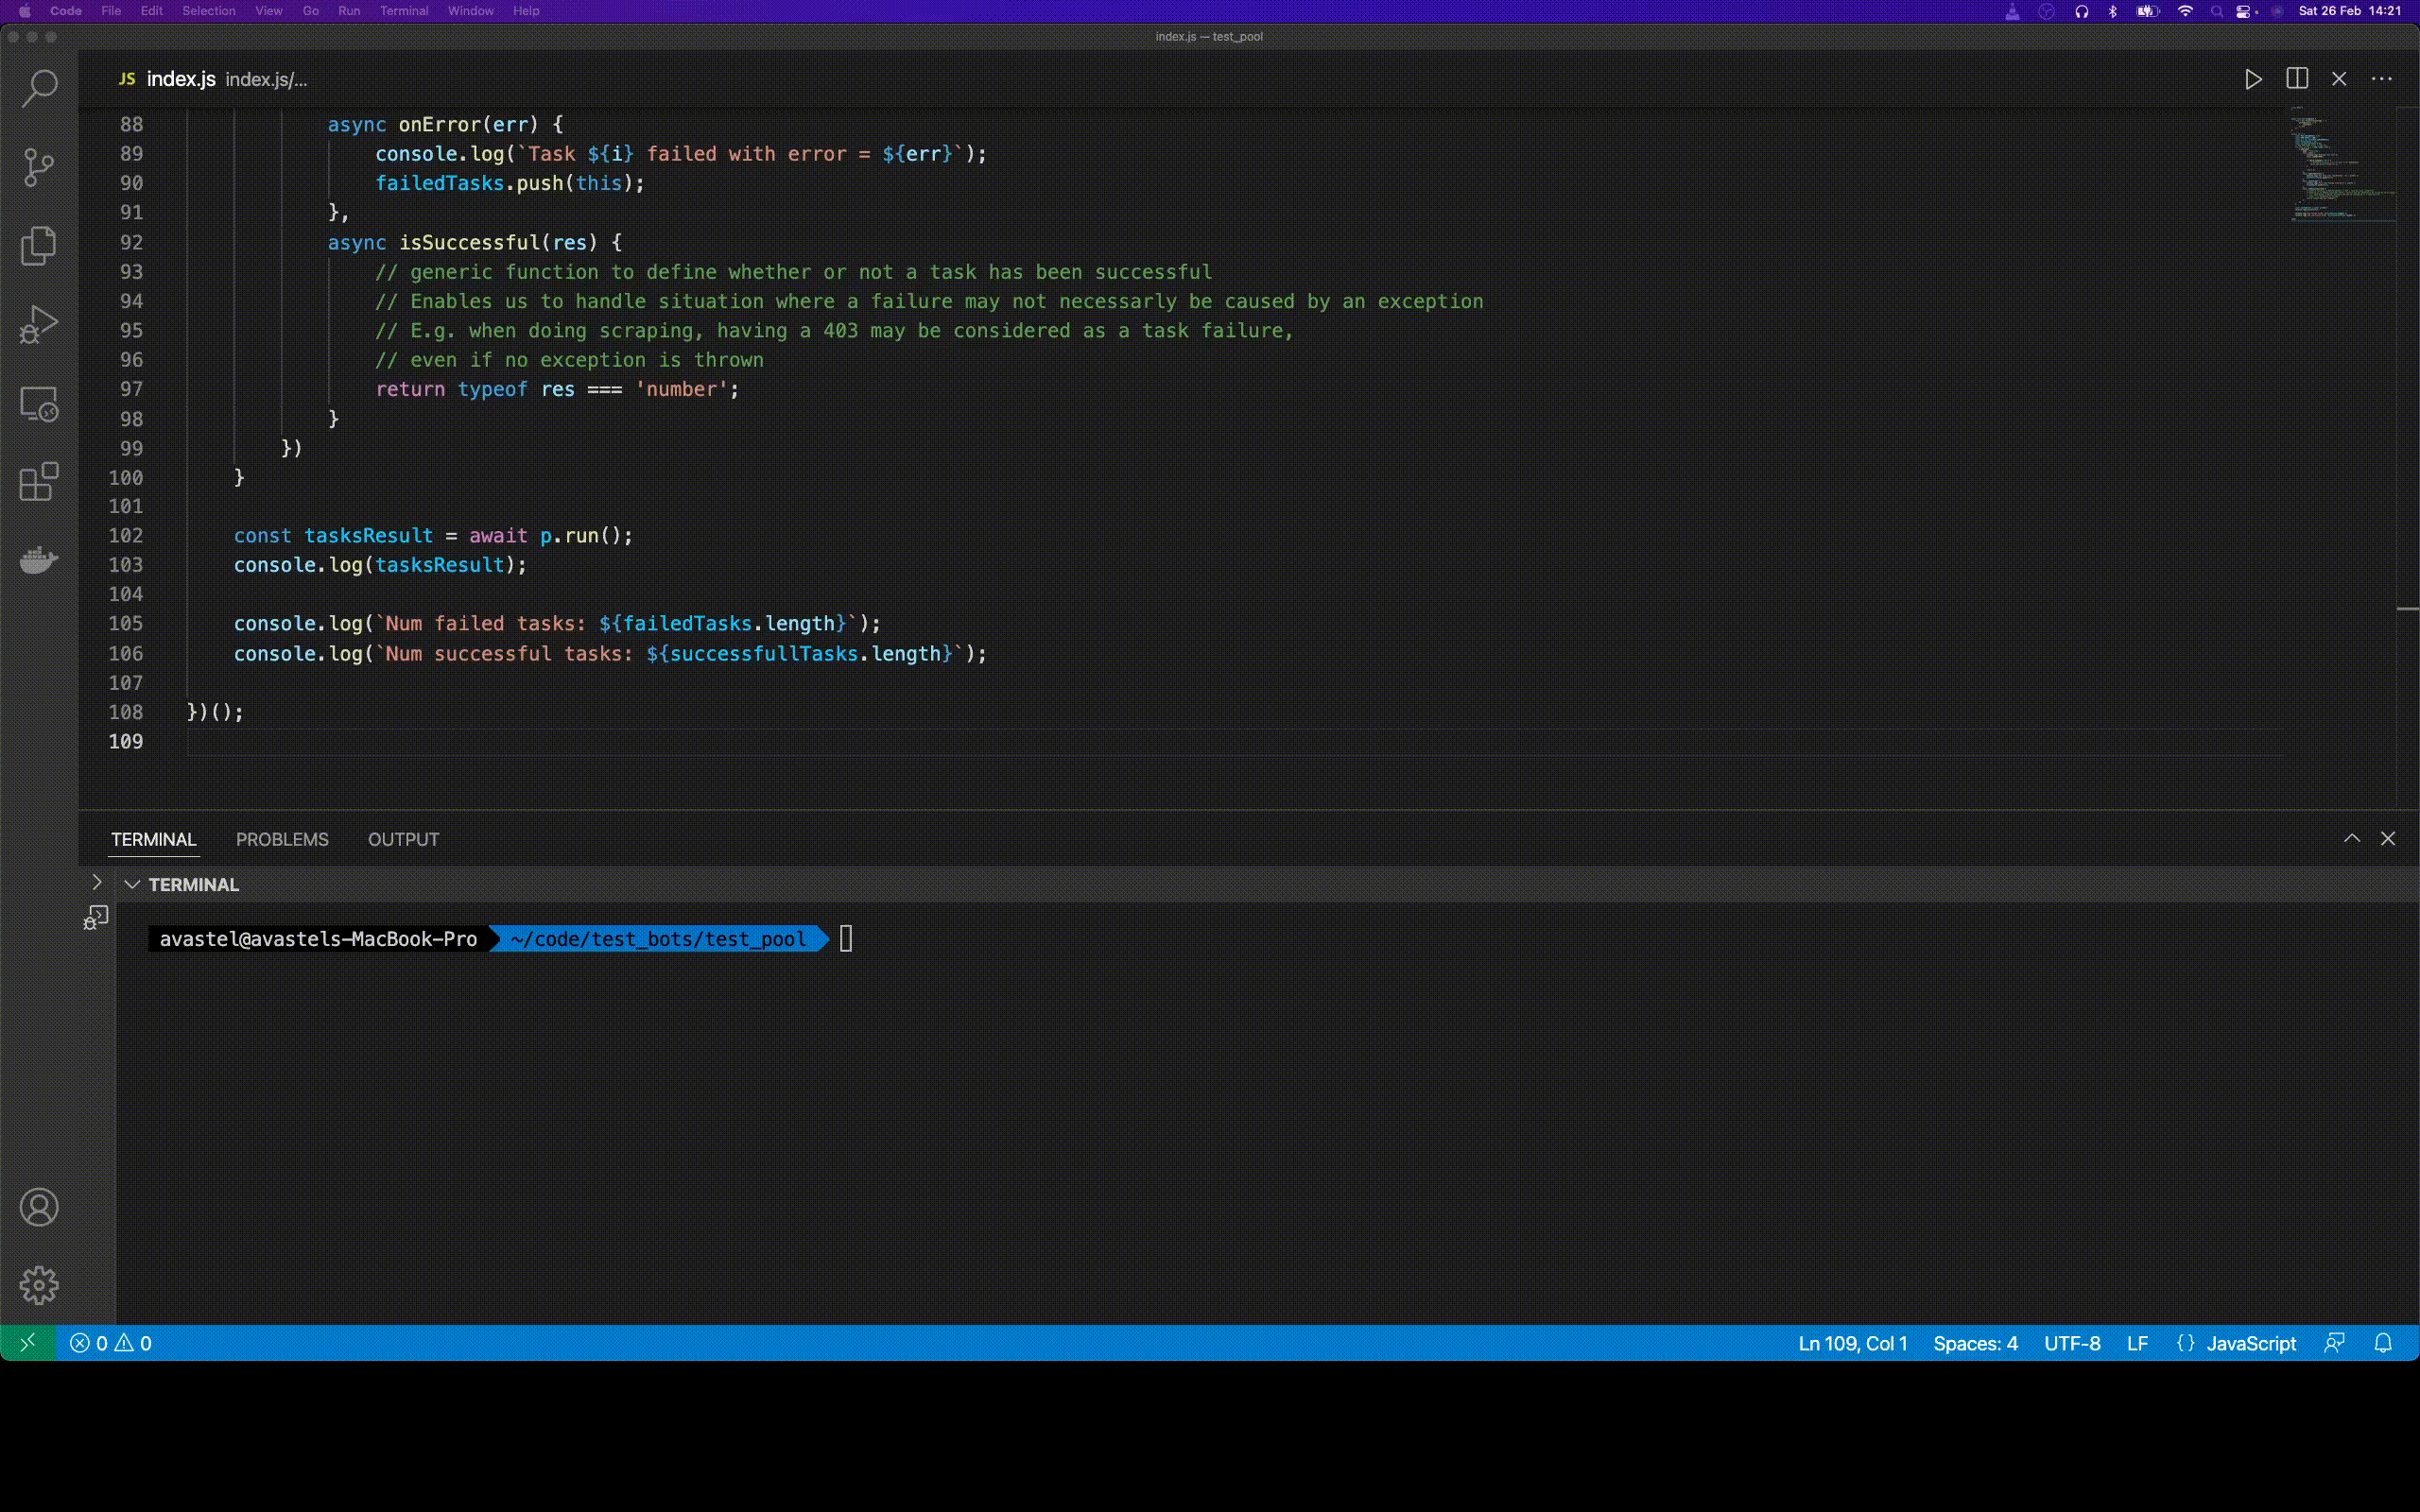 Code File Edit Selection View Go Run Terminal Window Help Sat 26 Feb 14:21
index.js — test_pool
JS index.js index.js/...
88 async onError(err) {
89 console.log(`Task ${i} failed with error = ${err}`);
90 failedTasks.push(this);
91 },
92 async isSuccessful(res) {
93 // generic function to define whether or not a task has been successful
94 // Enables us to handle situation where a failure may not necessarly be caused by an exception
95 // E.g. when doing scraping, having a 403 may be considered as a task failure,
96 // even if no exception is thrown
97 return typeof res === 'number';
98 }
99 })
100 }
101
102 const tasksResult = await p.run();
103 console.log(tasksResult);
104
105 console.log(`Num failed tasks: ${failedTasks.length}`);
106 console.log(`Num successful tasks: ${successfullTasks.length}`);
107
108 })();
109
TERMINAL PROBLEMS OUTPUT
TERMINAL
avastel@avastels-MacBook-Pro ~/code/test_bots/test_pool
0 0 Ln 109, Col 1 Spaces: 4 UTF-8 LF {} JavaScript